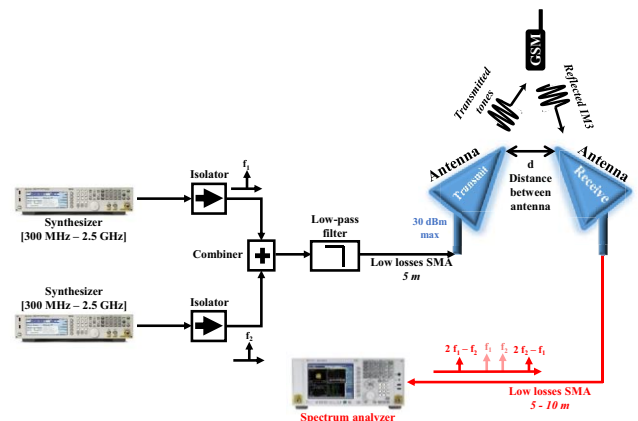 GSM
Transmitted
tones
Reflected IM3
Antenna
Transmit
d
Distance
between
antenna
Antenna
Receive
Isolator
f1
Synthesizer
[300 MHz – 2.5 GHz]
Low-pass
filter
Combiner
30 dBm
max
Low losses SMA
5 m
Synthesizer
[300 MHz – 2.5 GHz]
Isolator
f2
2 f1 – f2
f1
f2
2 f2 – f1
Low losses SMA
5 - 10 m
Spectrum analyzer